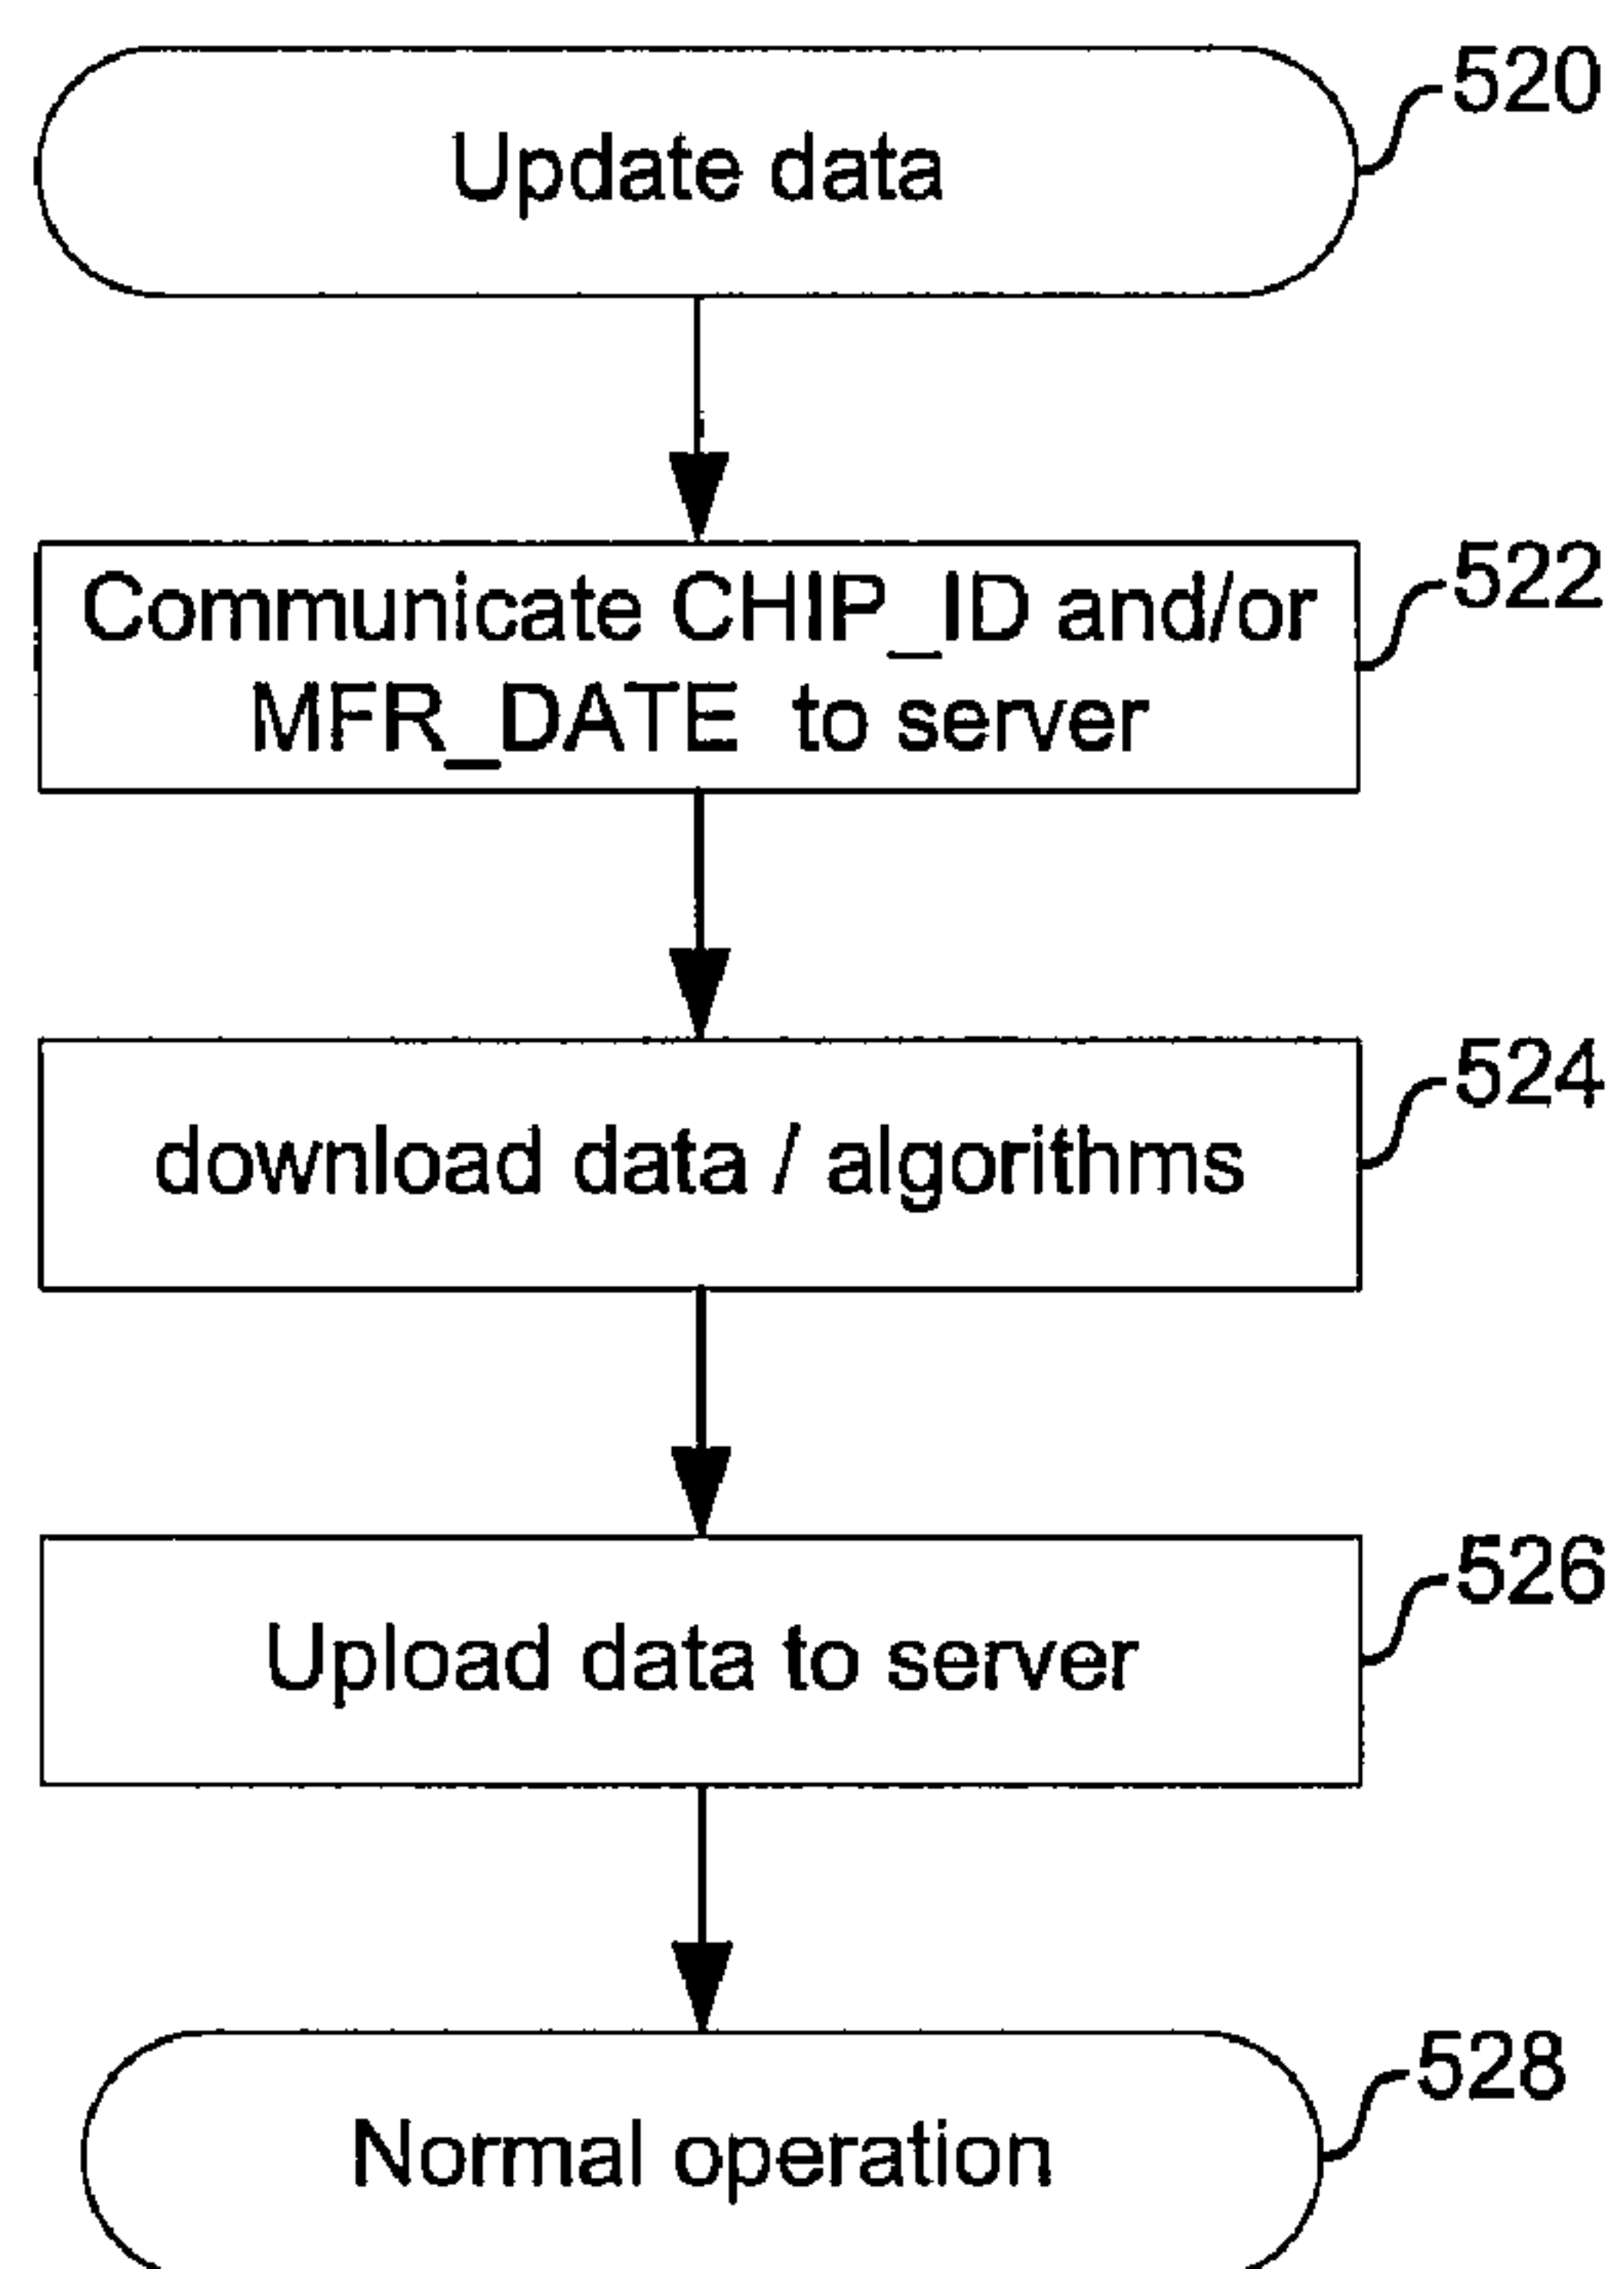 520
Update data
522
Communicate CHIP_ID and/or
MFR_DATE to server
524
download data / algorithms
526
Upload data to server
528
Normal operation